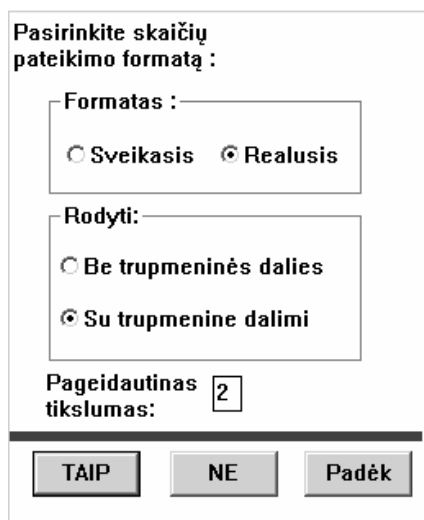 Pasirinkite skaičių
pateikimo formatą :
Formatas :
Sveikasis Realusis
Rodyti:
Be trupmeninės dalies
Su trupmenine dalimi
Pageidautinas
tikslumas: 2
TAIP NE Padėk